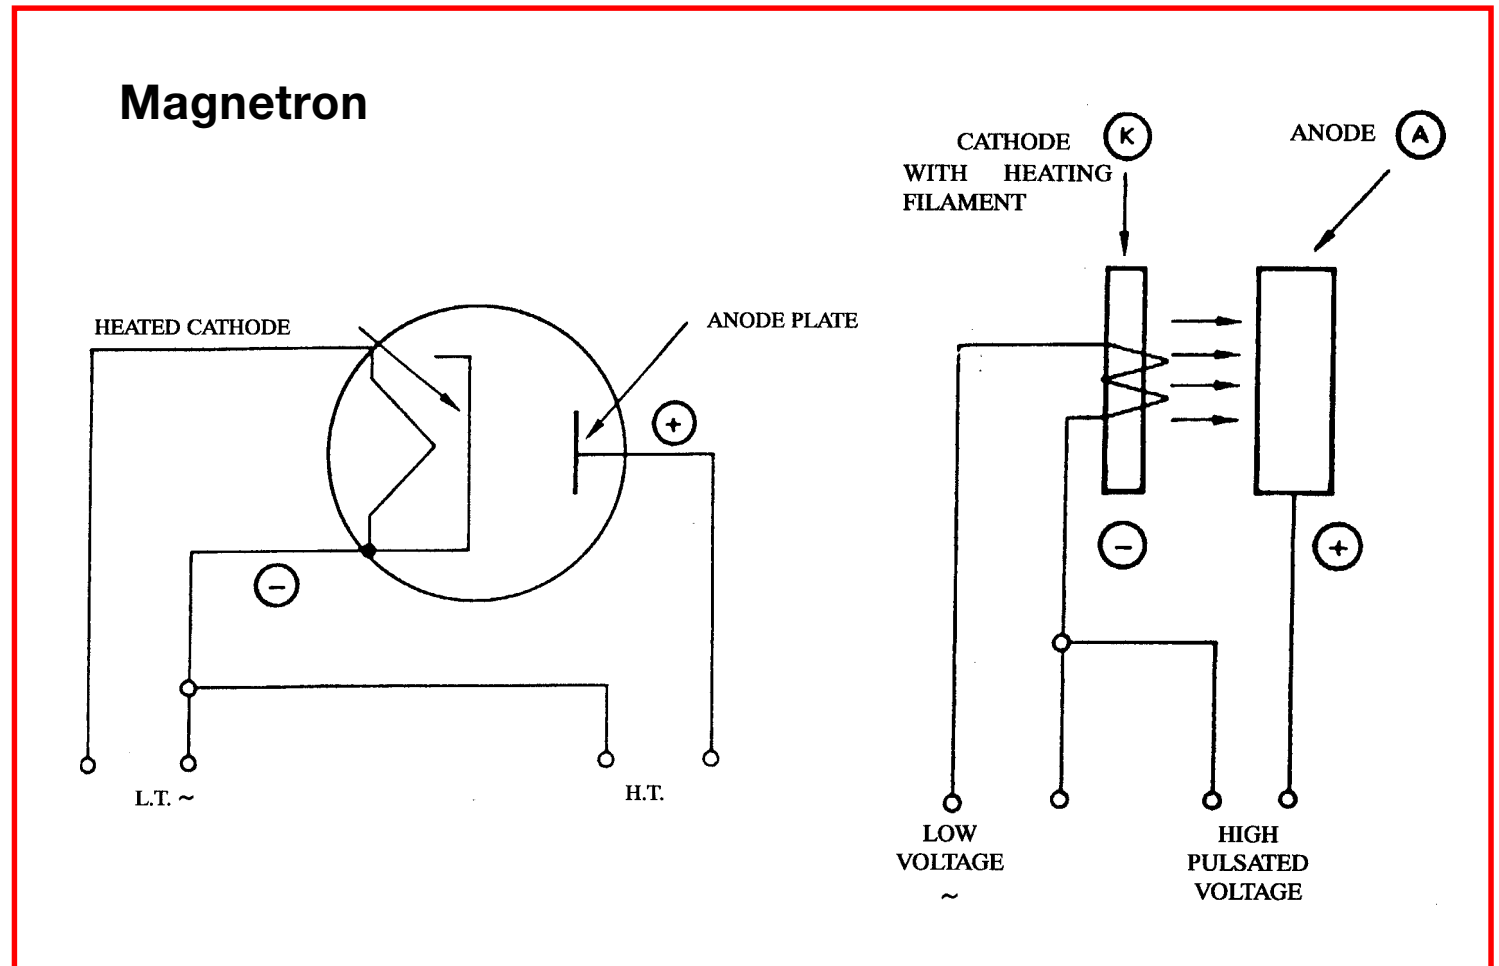 Magnetron
HEATED CATHODE
ANODE PLATE
+
−
L.T. ~
H.T.
CATHODE
WITH HEATING
FILAMENT
K
ANODE
A
−
+
LOW
VOLTAGE
~
HIGH
PULSATED
VOLTAGE